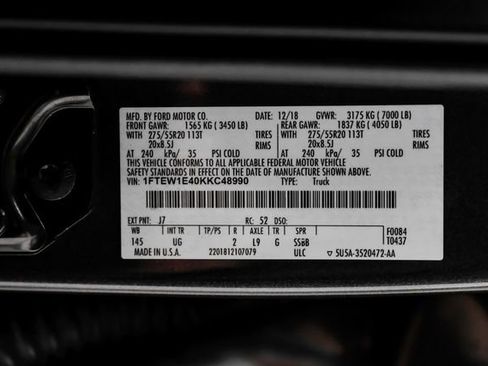 MFD. BY FORD MOTOR CO. DATE: 12/18 GVWR: 3175 KG ( 7000 LB)
FRONT GAWR: 1565 KG ( 3450 LB) REAR GAWR: 1837 KG ( 4050 LB)
WITH 275/55R20 113T TIRES WITH 275/55R20 113T TIRES
20x8.5J RIMS 20x8.5J RIMS
AT 240 kPa/ 35 PSI COLD AT 240 kPa/ 35 PSI COLD
THIS VEHICLE CONFORMS TO ALL APPLICABLE FEDERAL MOTOR VEHICLE
SAFETY AND THEFT PREVENTION STANDARDS IN EFFECT ON THE DATE OF MANUFACTURE SHOWN ABOVE.
VIN: 1FTEW1E40KKC48990 TYPE: Truck
EXT PNT: J7 RC: 52 DSO: F0084
WB INT TR TP/PS R AXLE TR SPR T0437
145 UG 2 L9 G SS8B
MADE IN U.S.A. 2201812107079 ULC ▽ 5U5A-3520472-AA